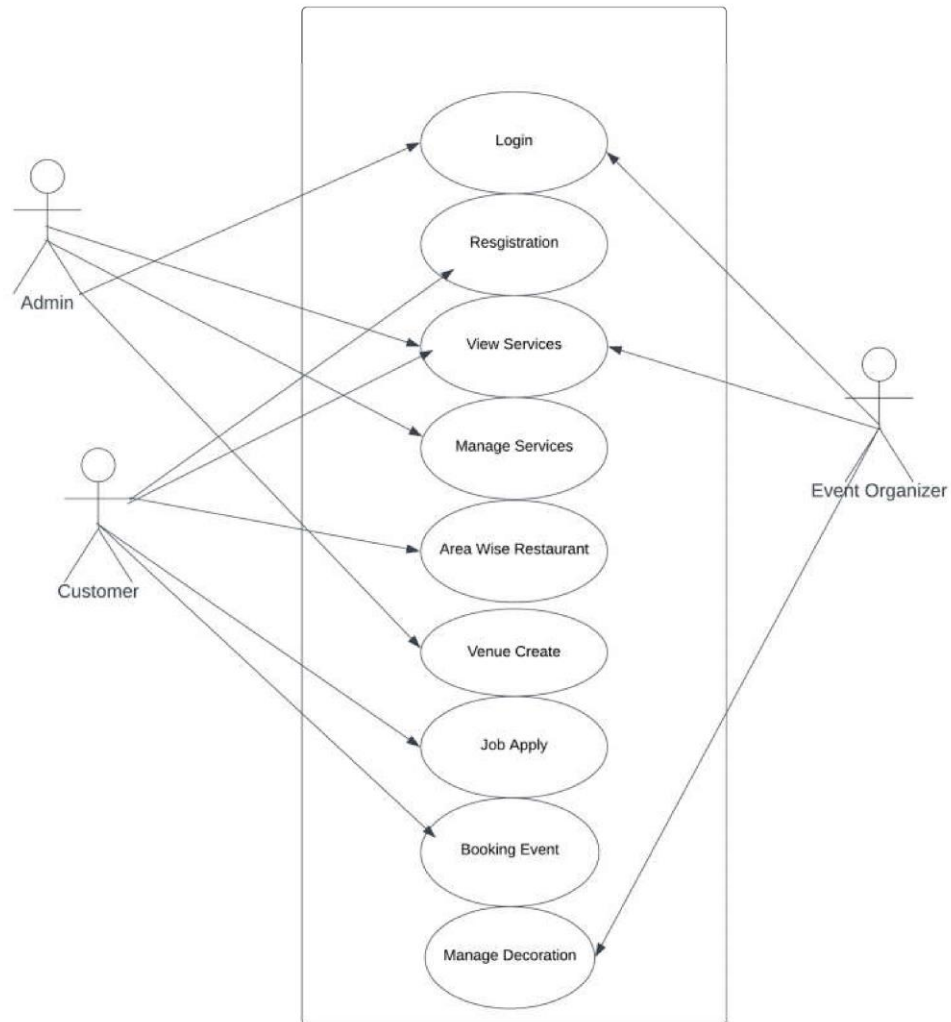 Login
Resgistration
Admin
View Services
Manage Services
Event Organizer
Area Wise Restaurant
Customer
Venue Create
Job Apply
Booking Event
Manage Decoration